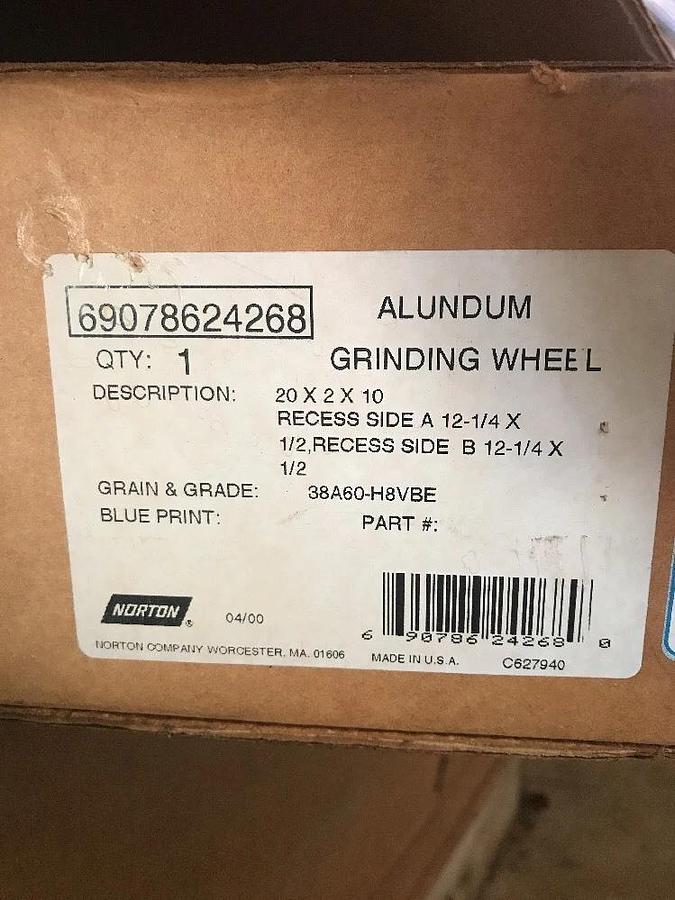 69078624268
ALUNDUM
QTY: 1
GRINDING WHEEL
DESCRIPTION: 20 X 2 X 10
RECESS SIDE A 12-1/4 X
1/2,RECESS SIDE B 12-1/4 X
1/2
GRAIN & GRADE: 38A60-H8VBE
BLUE PRINT: PART #:
NORTON ®
04/00
6 90786 24268 0
NORTON COMPANY WORCESTER, MA. 01606
MADE IN U.S.A.
C627940